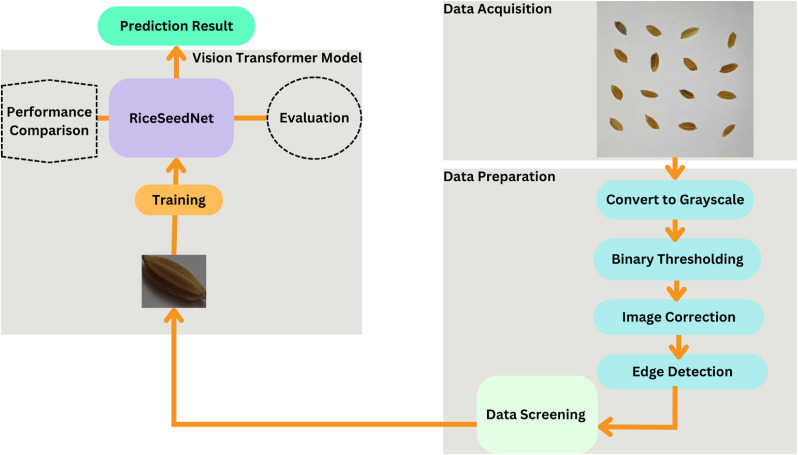 Prediction Result
Vision Transformer Model
Performance
Comparison
RiceSeedNet
Evaluation
Training
Data Acquisition
Data Preparation
Convert to Grayscale
Binary Thresholding
Image Correction
Edge Detection
Data Screening